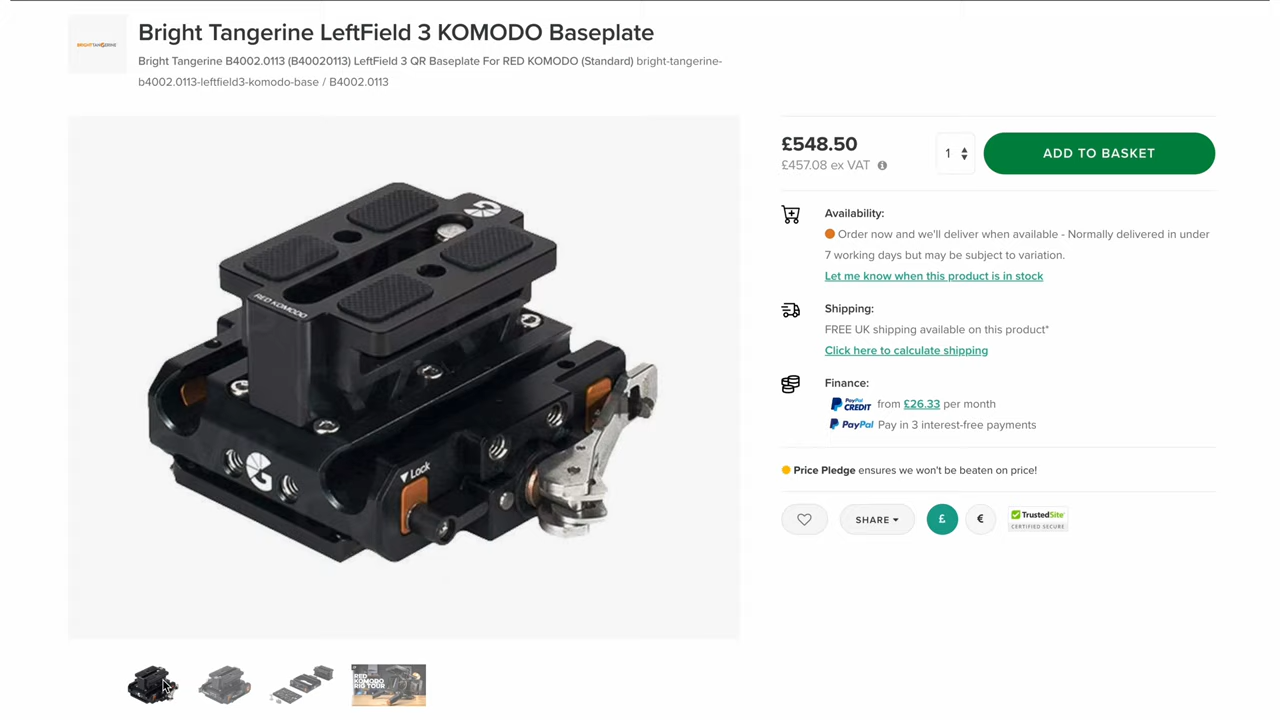 BRIGHTTANGERINE
Bright Tangerine LeftField 3 KOMODO Baseplate
Bright Tangerine B4002.0113 (B40020113) LeftField 3 QR Baseplate For RED KOMODO (Standard) bright-tangerine-
b4002.0113-leftfield3-komodo-base / B4002.0113
RED KOMODO
Lock
£548.50
£457.08 ex VAT
1
ADD TO BASKET
Availability:
Order now and we'll deliver when available - Normally delivered in under
7 working days but may be subject to variation.
Let me know when this product is in stock
Shipping:
FREE UK shipping available on this product*
Click here to calculate shipping
Finance:
PayPal CREDIT from £26.33 per month
PayPal Pay in 3 interest-free payments
Price Pledge ensures we won't be beaten on price!
SHARE
£
€
TrustedSite
CERTIFIED SECURE
RED
KOMODO
RIG TOUR